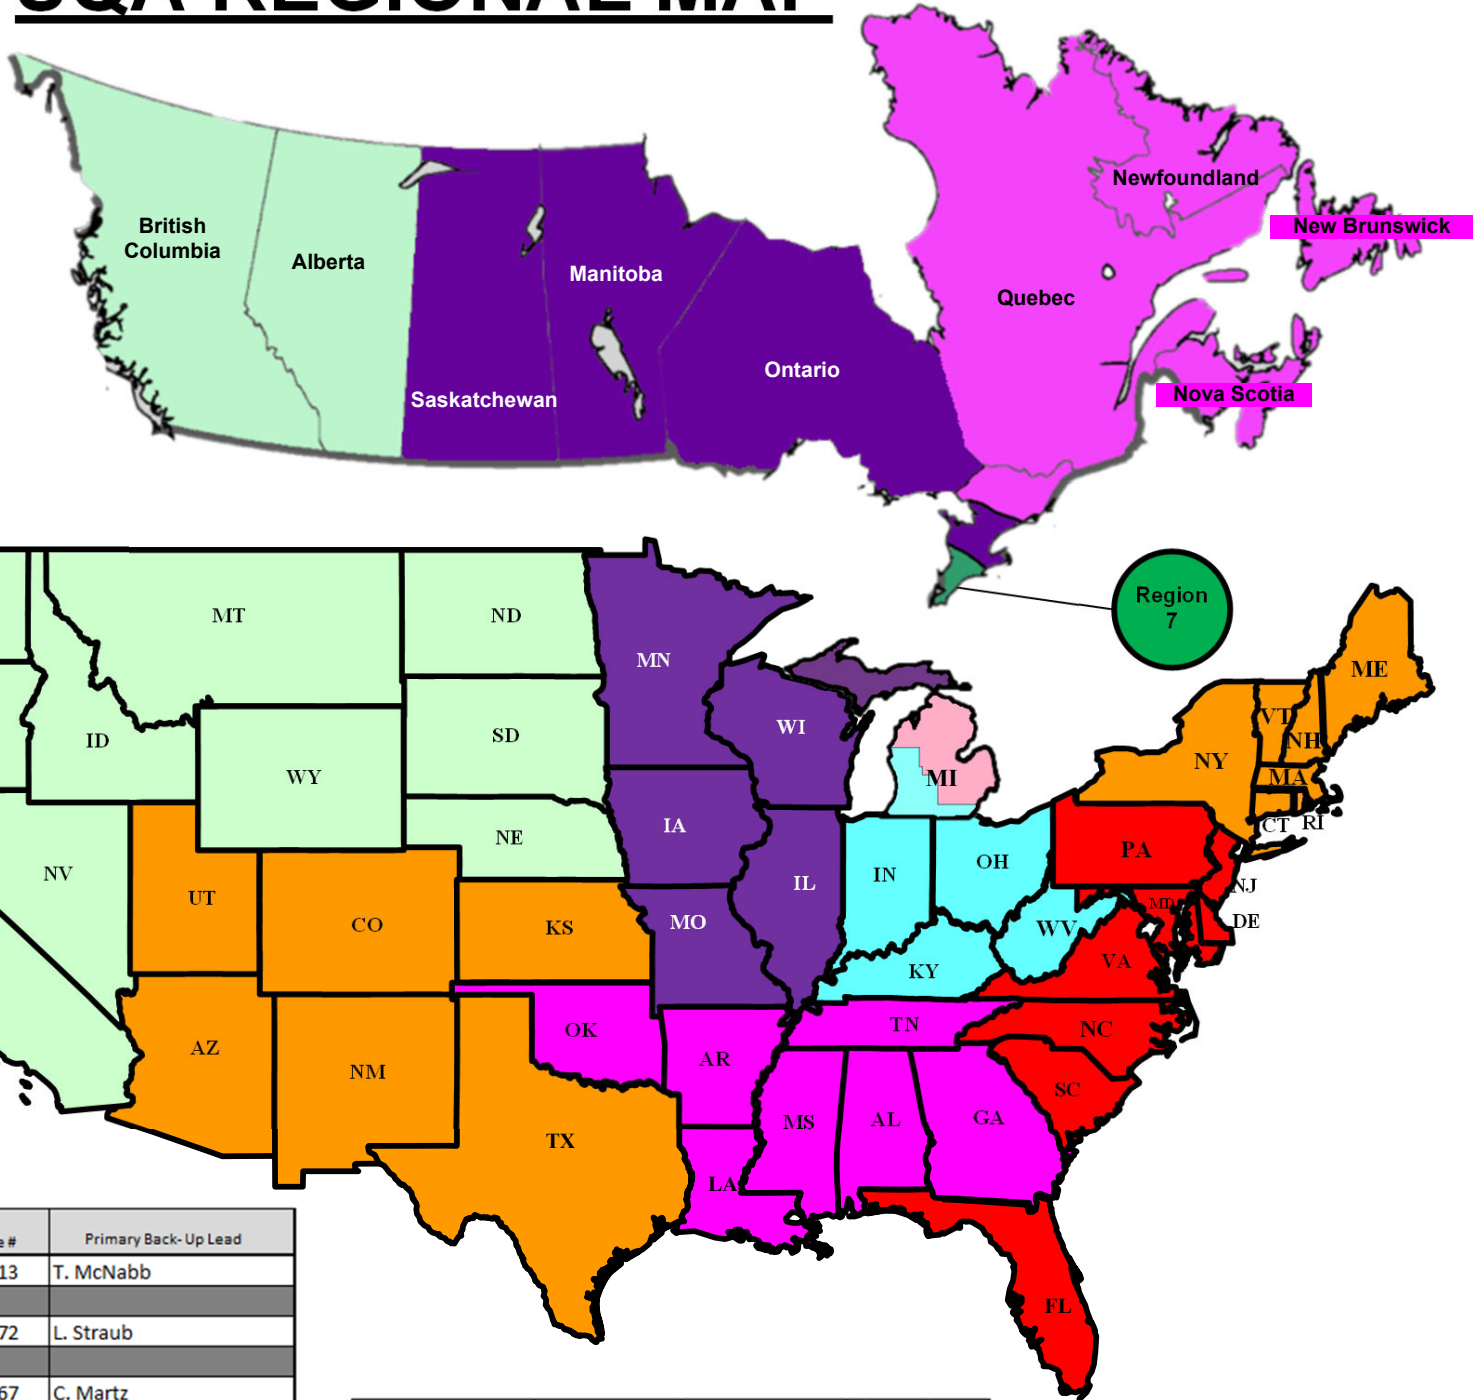 SQA REGIONAL MAP
British
Columbia
Alberta
Saskatchewan
Manitoba
Ontario
Quebec
Newfoundland
New Brunswick
Nova Scotia
Region
7
MT
ND
MN
ME
ID
SD
WI
VT
NH
WY
MI
NY
MA
NE
IA
CT
RI
NV
UT
CO
KS
MO
IL
IN
OH
PA
NJ
MD
DE
WV
VA
KY
AZ
NM
OK
AR
TN
NC
SC
TX
MS
AL
GA
LA
FL
e #
Primary Back- Up Lead
13
T. McNabb
72
L. Straub
67
C. Martz